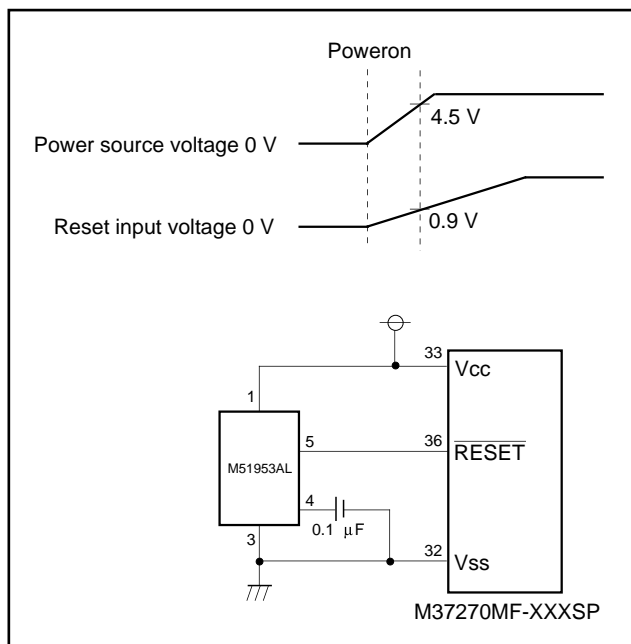 Poweron
4.5 V
Power source voltage 0 V
0.9 V
Reset input voltage 0 V
33
Vcc
1
5
36
RESET
M51953AL
4
0.1 μF
3
32
Vss
M37270MF-XXXSP